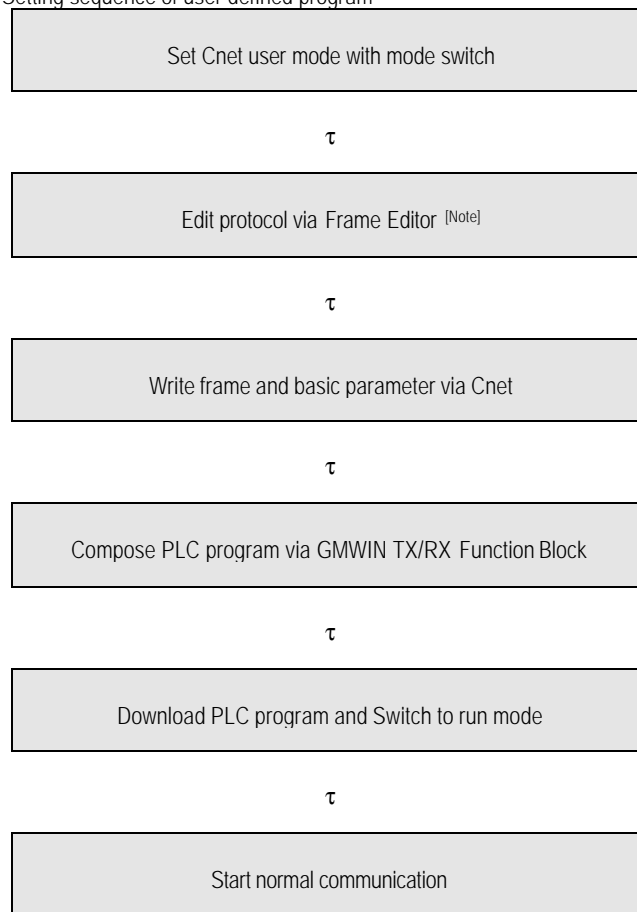 Setting sequence of user defined program
Set Cnet user mode with mode switch
τ
Edit protocol via Frame Editor [Note]
τ
Write frame and basic parameter via Cnet
τ
Compose PLC program via GMWIN TX/RX Function Block
τ
Download PLC program and Switch to run mode
τ
Start normal communication